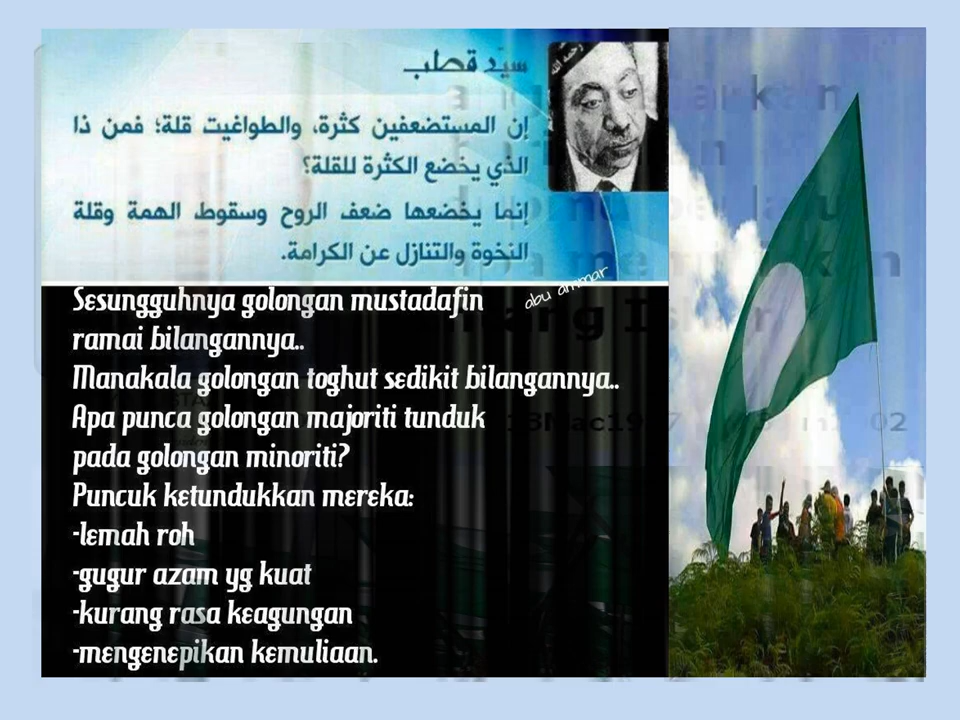 سيد قطب
رحمه الله
إن المستضعفين كثرة، والطواغيت قلة؛ فمن ذا
الذي يخضع الكثرة للقلة؟
إنما يخضعها ضعف الروح وسقوط الهمة وقلة
النخوة والتنازل عن الكرامة.
abu ammar
Sesungguhnya golongan mustadafin
ramai bilangannya..
Manakala golongan toghut sedikit bilangannya..
Apa punca golongan majoriti tunduk
pada golongan minoriti?
Puncuk ketundukkan mereka:
-lemah roh
-gugur azam yg kuat
-kurang rasa keagungan
-mengenepikan kemuliaan.